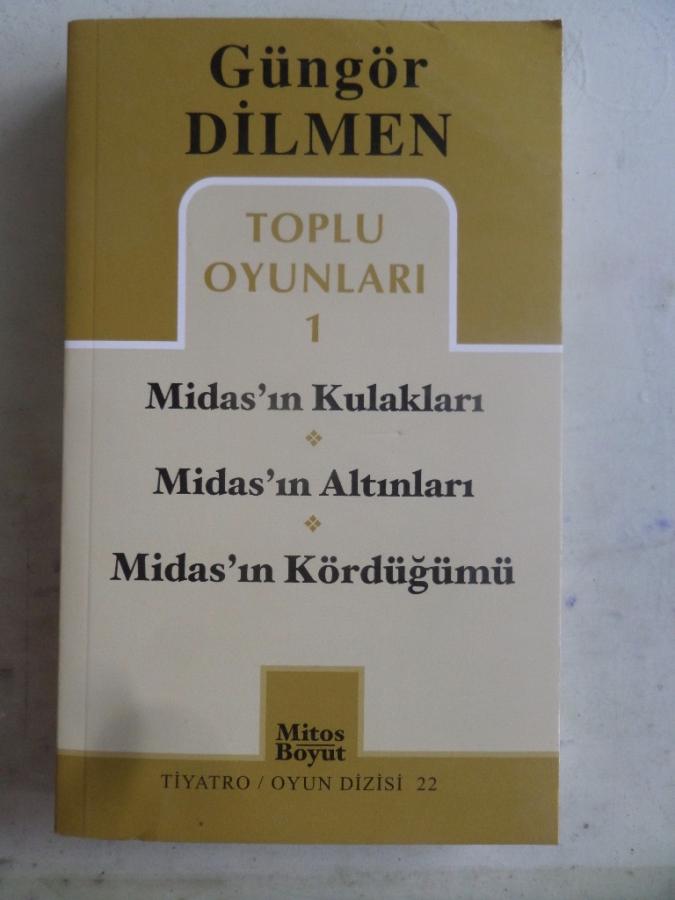 Güngör
DİLMEN
TOPLU
OYUNLARI
1
Midas'ın Kulakları
Midas'ın Altınları
Midas'ın Kördüğümü
Mitos
Boyut
TİYATRO / OYUN DİZİSİ 22